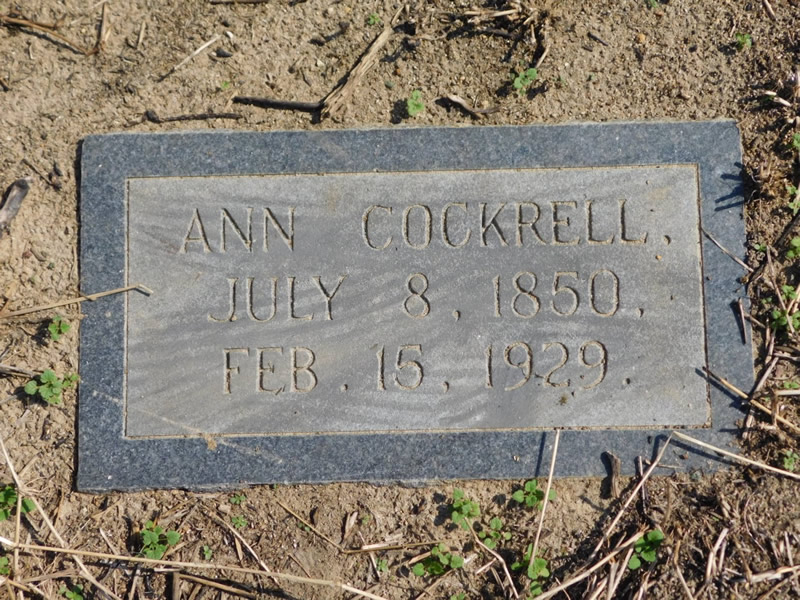 ANN COCKRELL.
JULY 8, 1850,
FEB. 15, 1929.